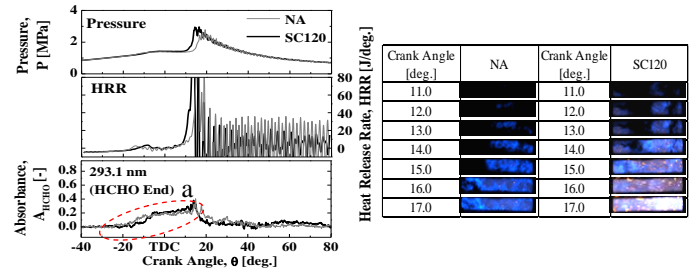 Pressure
NA
SC120
Pressure,
P [MPa]
4
2
0
HRR
Heat Release Rate, HRR [J/deg.]
80
60
40
20
0
293.1 nm
(HCHO End)
a
Absorbance,
A_HCHO [-]
0.8
0.6
0.4
0.2
0.0
-40 -20 TDC 20 40 60 80
Crank Angle, θ [deg.]
Crank Angle [deg.] NA Crank Angle [deg.] SC120
11.0 11.0
12.0 12.0
13.0 13.0
14.0 14.0
15.0 15.0
16.0 16.0
17.0 17.0